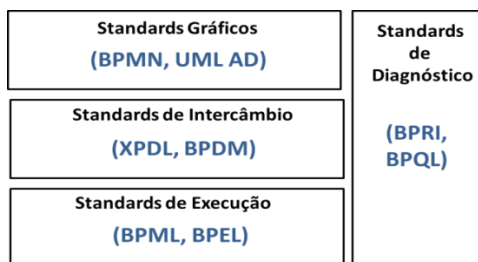 Standards Gráficos
(BPMN, UML AD)
Standards de Intercâmbio
(XPDL, BPDM)
Standards de Execução
(BPML, BPEL)
Standards
de
Diagnóstico
(BPRI,
BPQL)